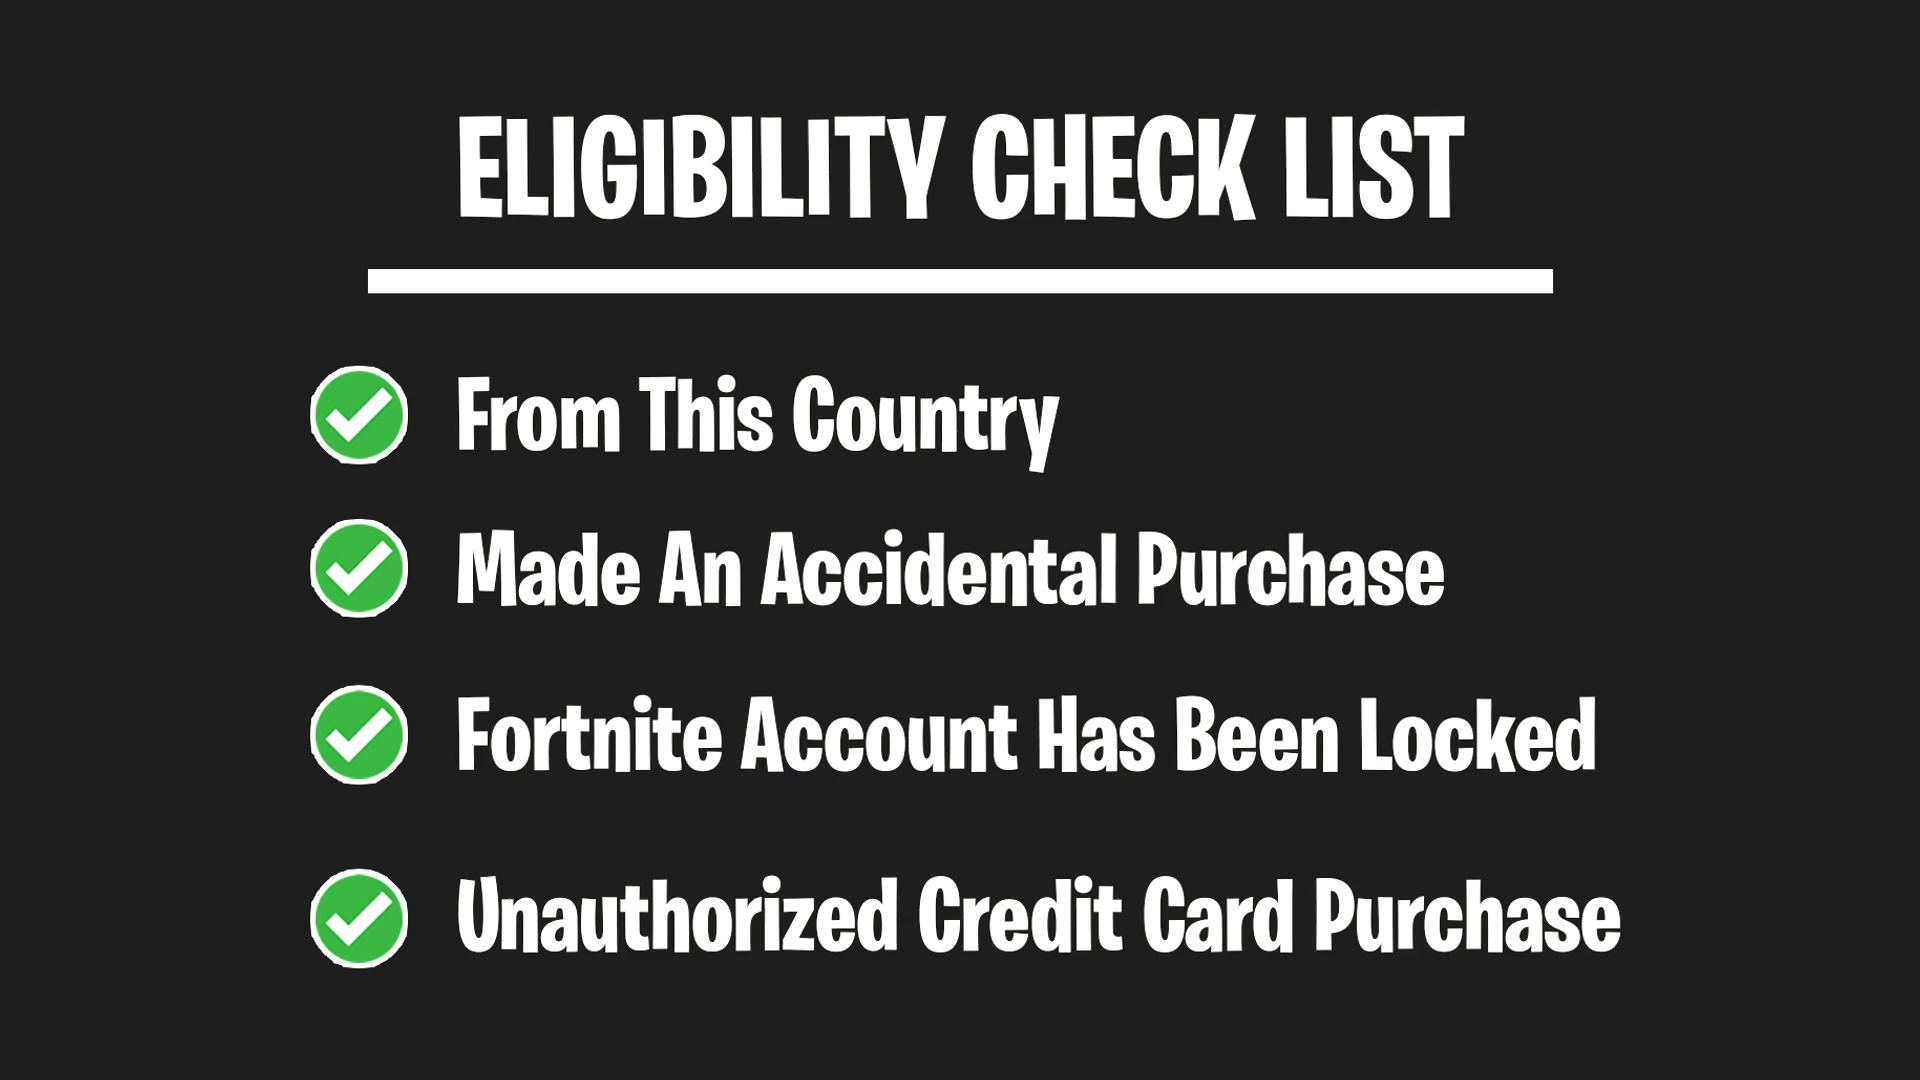 ELIGIBILITY CHECK LIST
From This Country
Made An Accidental Purchase
Fortnite Account Has Been Locked
Unauthorized Credit Card Purchase